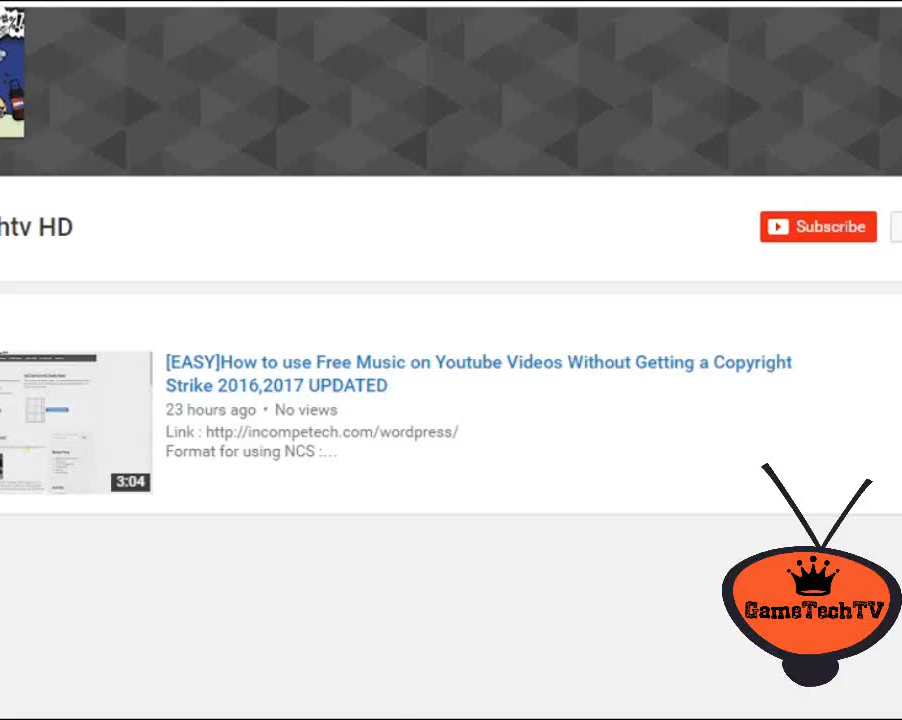 htv HD
Subscribe
[EASY]How to use Free Music on Youtube Videos Without Getting a Copyright
Strike 2016,2017 UPDATED
23 hours ago • No views
Link : http://incompetech.com/wordpress/
Format for using NCS :...
3:04
GameTechTV